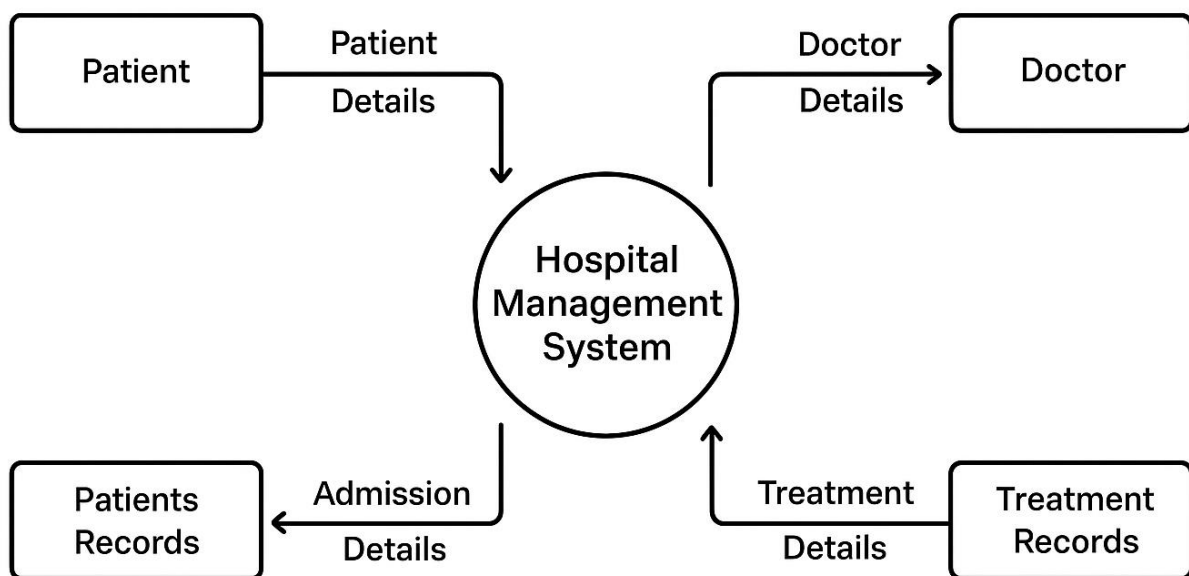 Patient
Patient
Details
Doctor
Details
Doctor
Hospital
Management
System
Patients
Records
Admission
Details
Treatment
Details
Treatment
Records